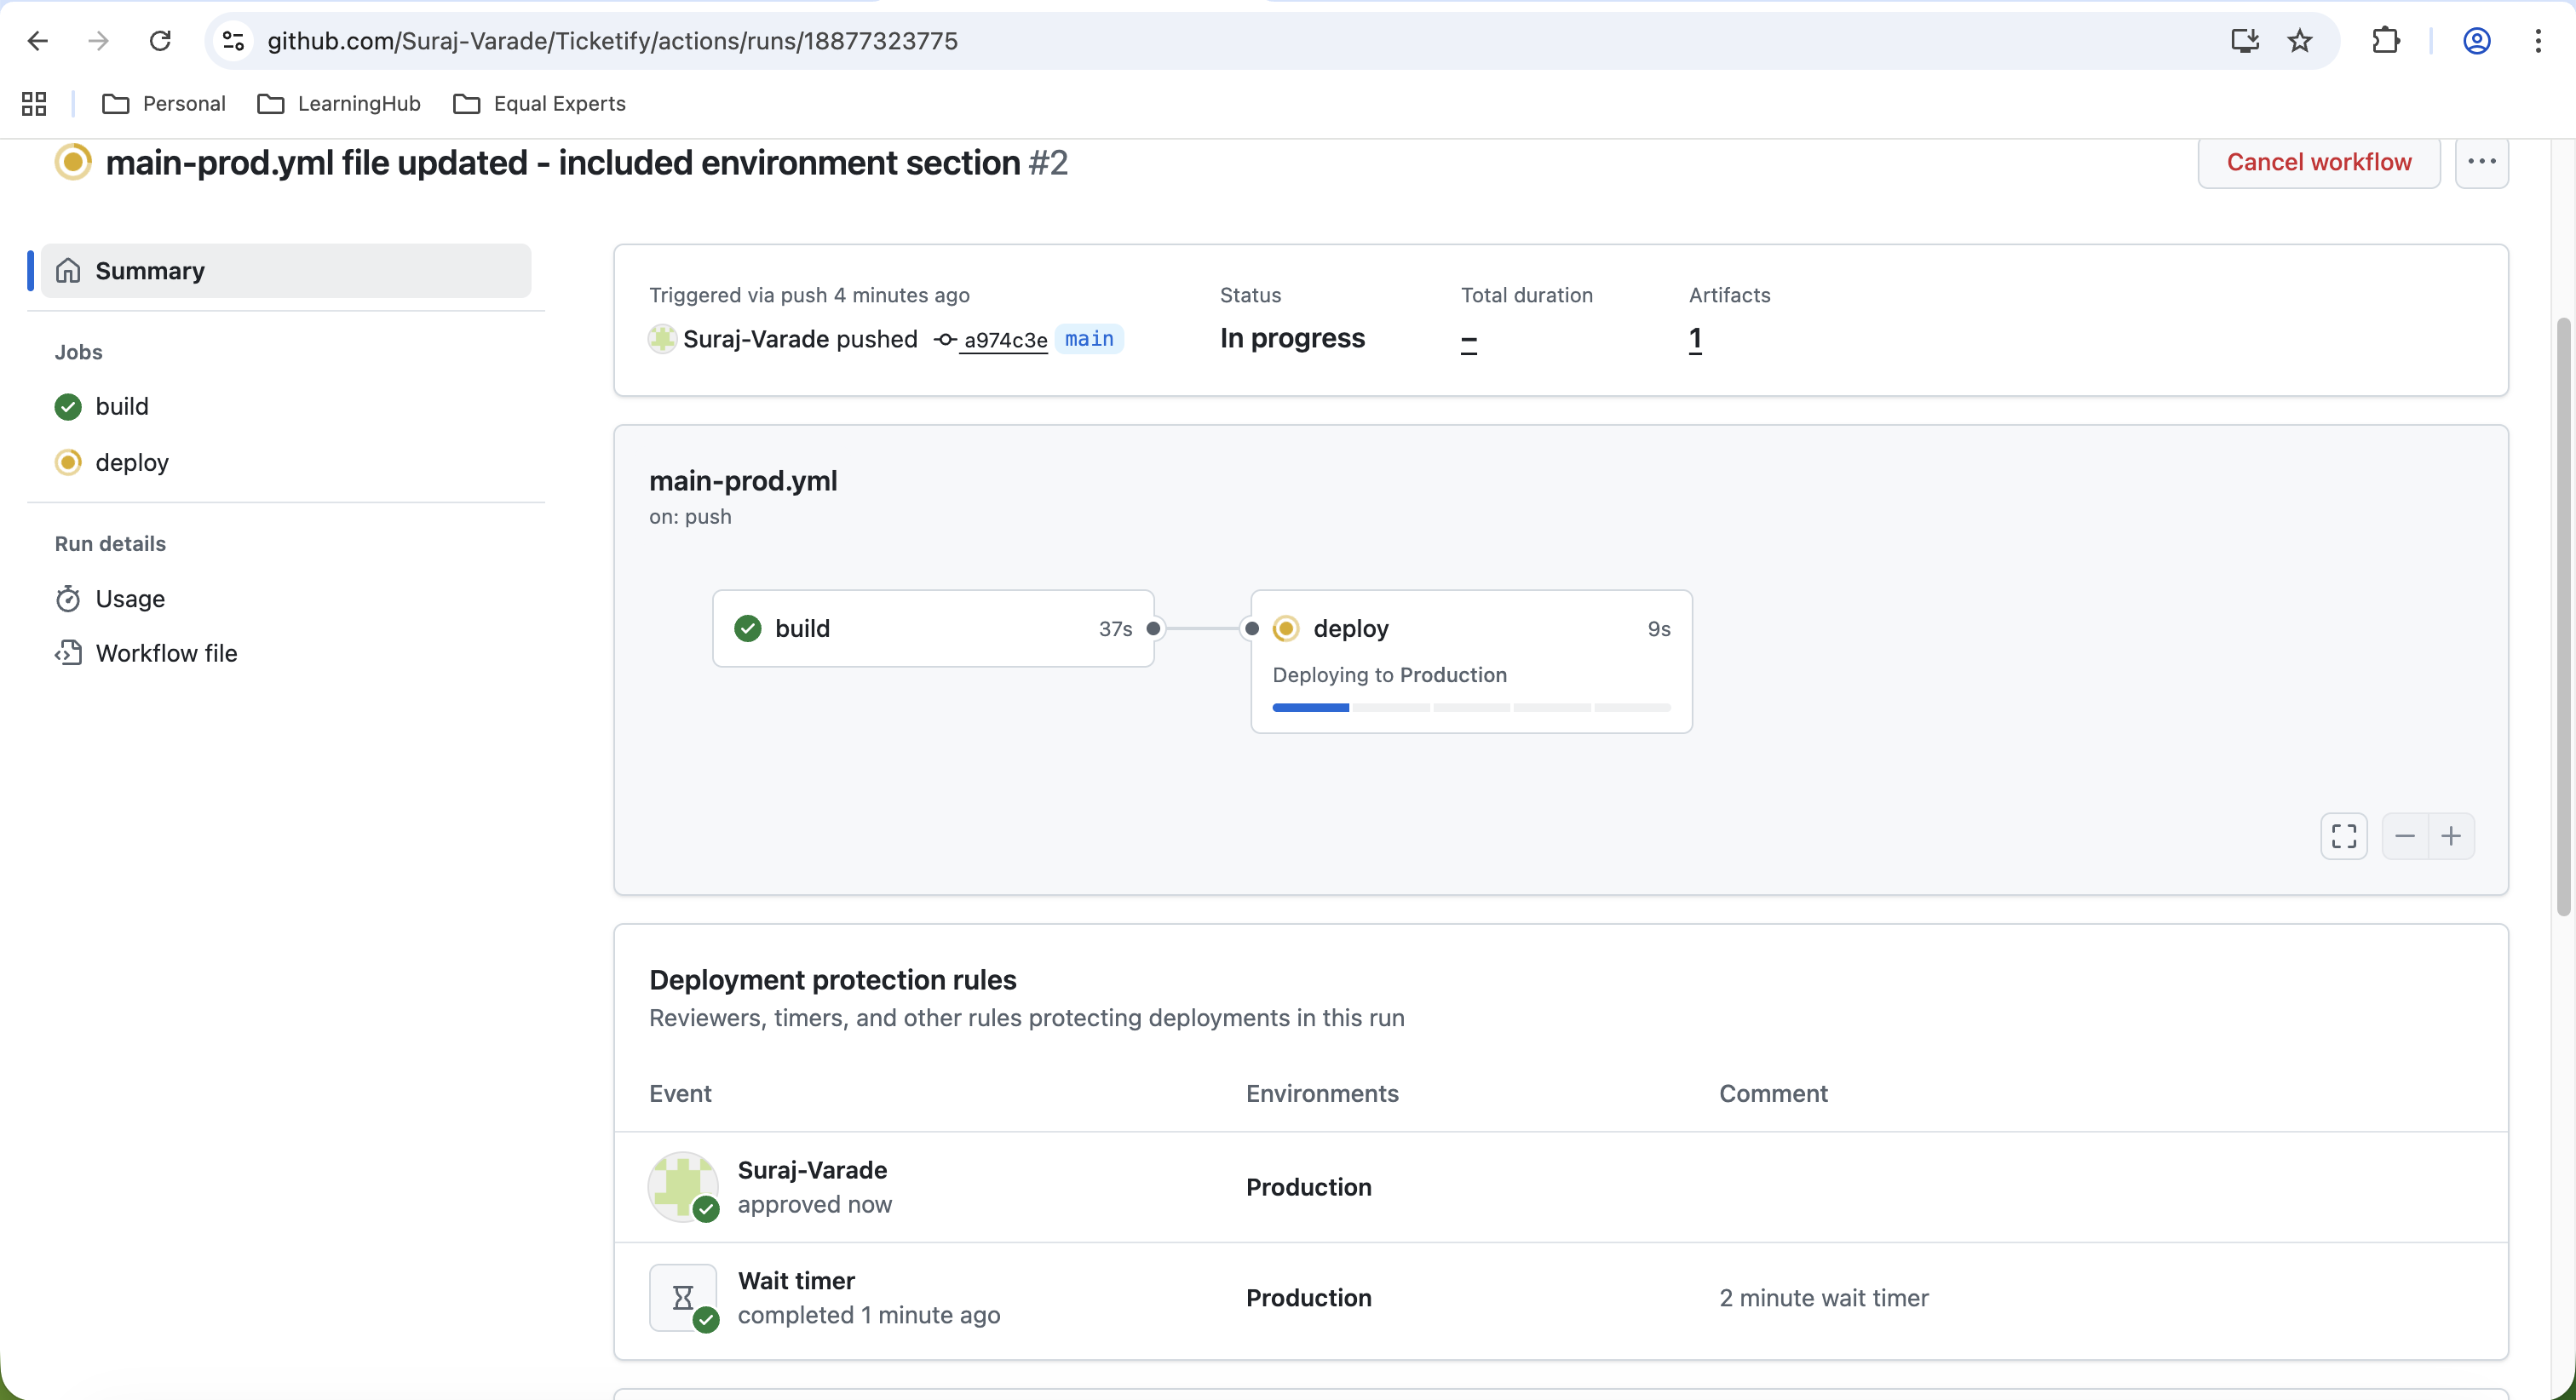 github.com/Suraj-Varade/Ticketify/actions/runs/18877323775
Personal
LearningHub
Equal Experts
main-prod.yml file updated - included environment section #2
Cancel workflow
Summary
Jobs
build
deploy
Run details
Usage
Workflow file
Triggered via push 4 minutes ago
Suraj-Varade pushed a974c3e main
Status
In progress
Total duration
–
Artifacts
1
main-prod.yml
on: push
build 37s
deploy 9s
Deploying to Production
Deployment protection rules
Reviewers, timers, and other rules protecting deployments in this run
Event Environments Comment
Suraj-Varade
approved now
Production
Wait timer
completed 1 minute ago
Production
2 minute wait timer